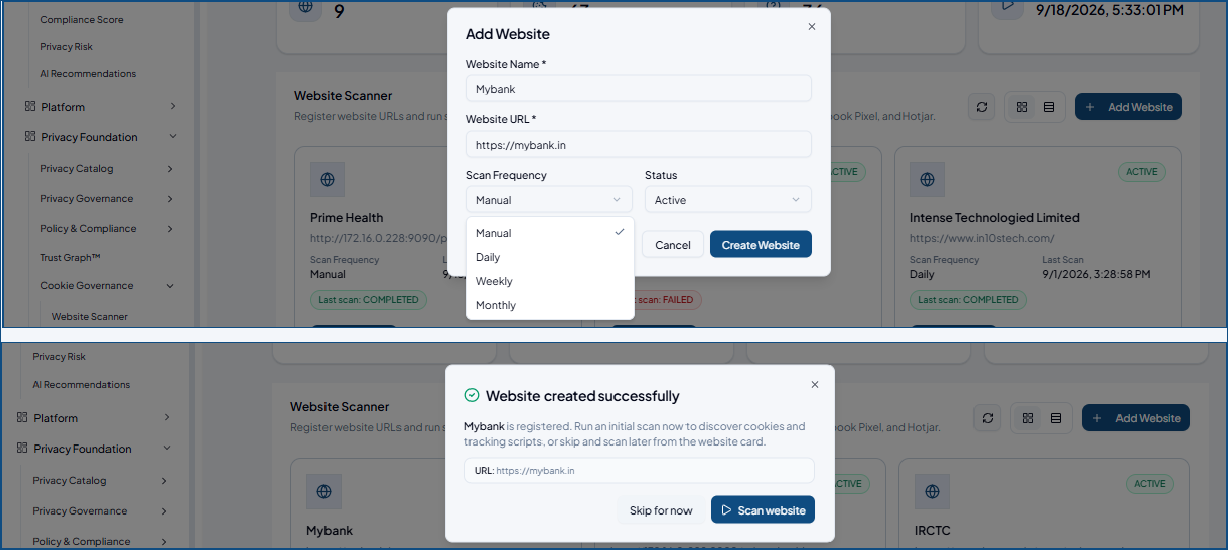 Compliance Score
Privacy Risk
AI Recommendations
Platform
Privacy Foundation
Privacy Catalog
Privacy Governance
Policy & Compliance
Trust Graph™
Cookie Governance
Website Scanner
9
9/18/2026, 5:33:01 PM
Website Scanner
Register website URLs and run s
ook Pixel, and Hotjar.
Add Website
Prime Health
http://172.16.0.228:9090/p
Scan Frequency
Manual
Last scan: COMPLETED
ACTIVE
scan: FAILED
ACTIVE
Intense Technologied Limited
https://www.in10stech.com/
Scan Frequency
Last Scan
Daily
9/1/2026, 3:28:58 PM
Last scan: COMPLETED
Add Website
Website Name *
Mybank
Website URL *
https://mybank.in
Scan Frequency
Status
Manual
Active
Manual
Daily
Weekly
Monthly
Cancel
Create Website
Privacy Risk
AI Recommendations
Platform
Privacy Foundation
Privacy Catalog
Privacy Governance
Policy & Compliance
Website Scanner
Register website URLs and run s
ook Pixel, and Hotjar.
Add Website
Mybank
ACTIVE
ACTIVE
IRCTC
Website created successfully
Mybank is registered. Run an initial scan now to discover cookies and
tracking scripts, or skip and scan later from the website card.
URL: https://mybank.in
Skip for now
Scan website